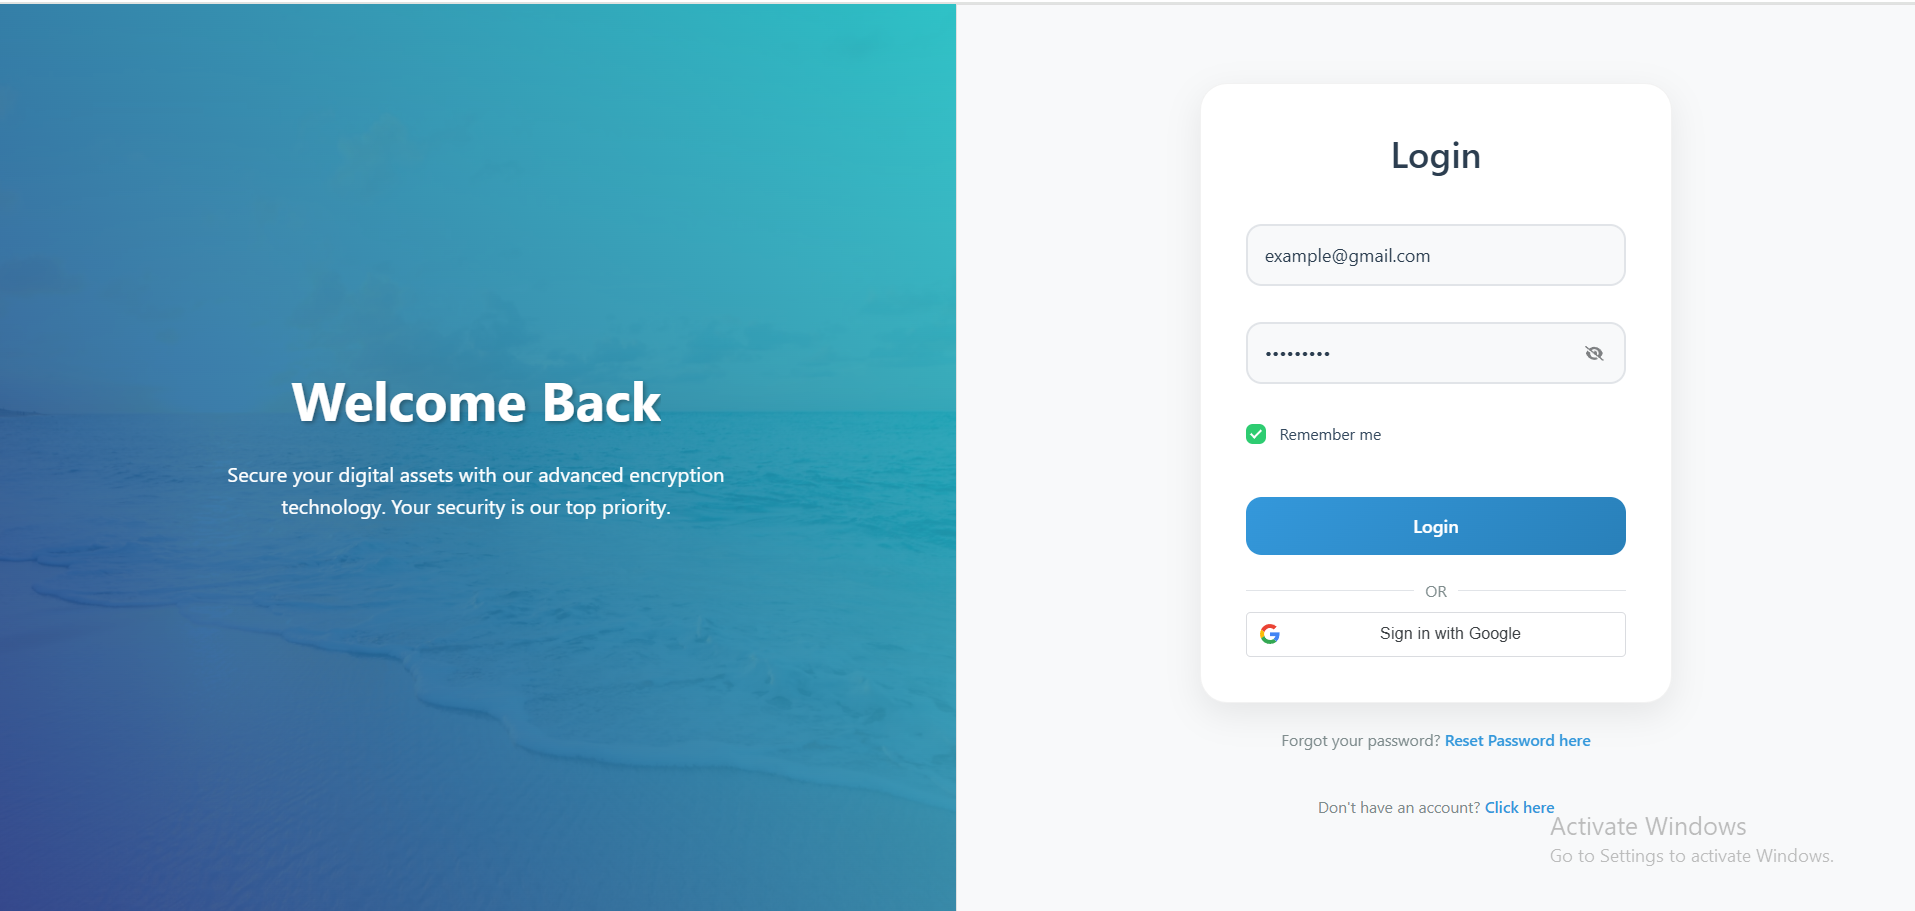 Welcome Back
Secure your digital assets with our advanced encryption
technology. Your security is our top priority.
Login
example@gmail.com
•••••••••
Remember me
Login
OR
Sign in with Google
Forgot your password? Reset Password here
Don't have an account? Click here
Activate Windows
Go to Settings to activate Windows.